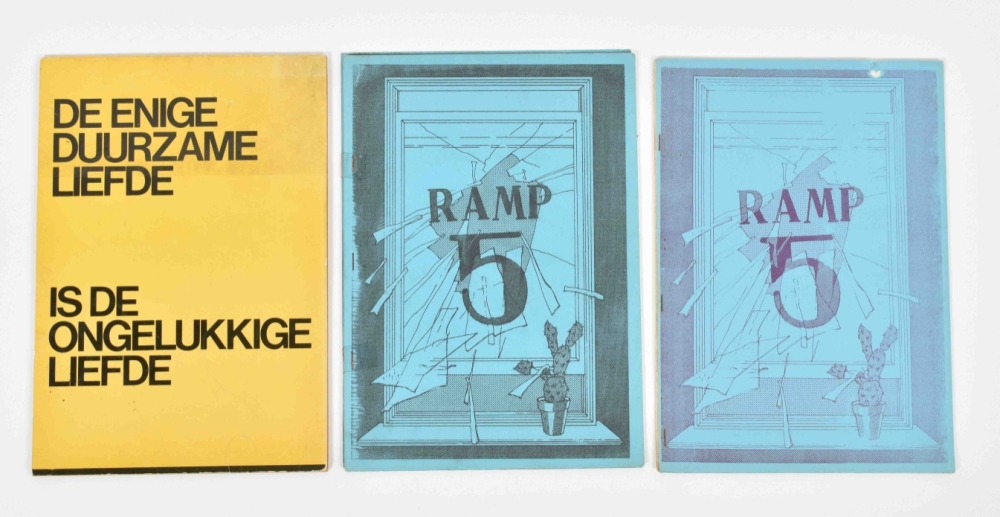 DE ENIGE
DUURZAME
LIEFDE
IS DE
ONGELUKKIGE
LIEFDE
RAMP
5
RAMP
5